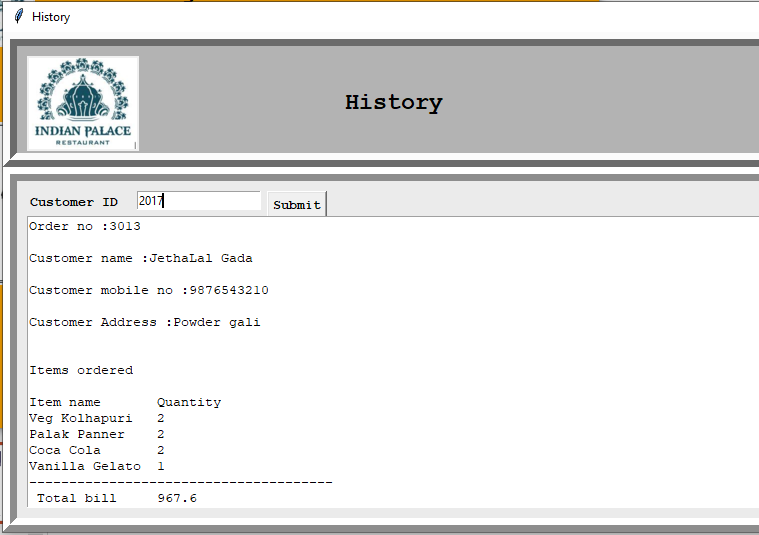 History
INDIAN PALACE
RESTAURANT
History
Customer ID 2017 Submit
Order no :3013
Customer name :JethaLal Gada
Customer mobile no :9876543210
Customer Address :Powder gali
Items ordered
Item name Quantity
Veg Kolhapuri 2
Palak Panner 2
Coca Cola 2
Vanilla Gelato 1
--------------------------------------
Total bill 967.6